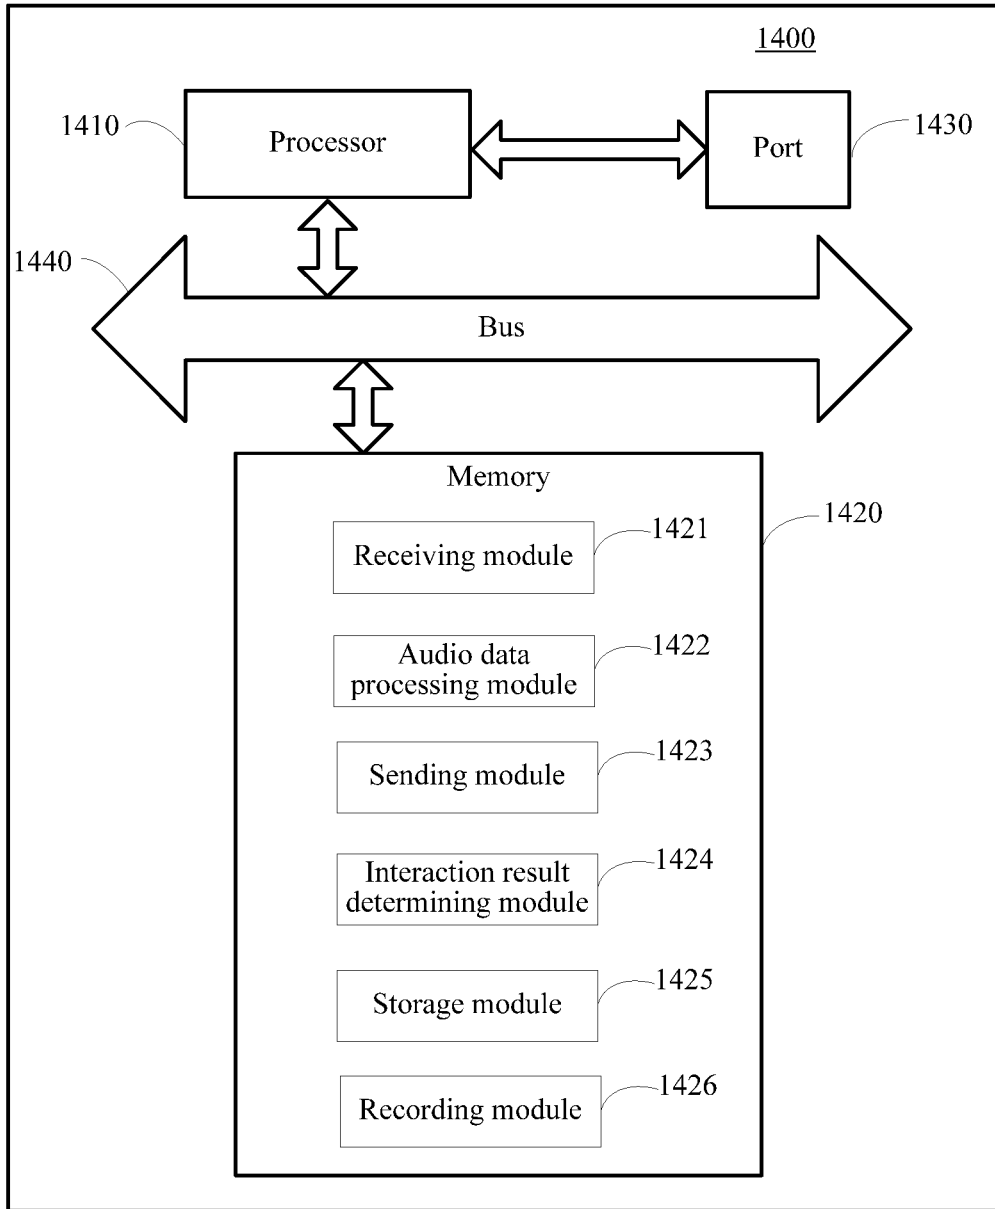 1400
1410
Processor
Port
1430
1440
Bus
Memory
1420
Receiving module
1421
Audio data
processing module
1422
Sending module
1423
Interaction result
determining module
1424
Storage module
1425
Recording module
1426